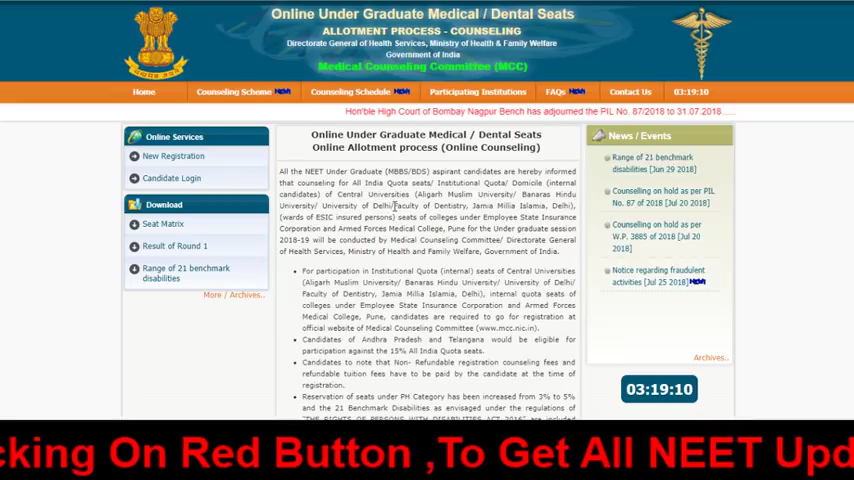 Online Under Graduate Medical / Dental Seats
ALLOTMENT PROCESS - COUNSELING
Directorate General of Health Services, Ministry of Health & Family Welfare
Government of India
Medical Counseling Committee (MCC)
Home Counseling Scheme NEW! Counseling Schedule NEW! Participating Institutions FAQs NEW! Contact Us 03:19:10
Hon'ble High Court of Bombay Nagpur Bench has adjourned the PIL No. 87/2018 to 31.07.2018......
Online Services
New Registration
Candidate Login
Download
Seat Matrix
Result of Round 1
Range of 21 benchmark
disabilities
More / Archives..
Online Under Graduate Medical / Dental Seats
Online Allotment process (Online Counseling)
All the NEET Under Graduate (MBBS/BDS) aspirant candidates are hereby informed
that counseling for All India Quota seats/ Institutional Quota/ Domicile (internal
candidates) of Central Universities (Aligarh Muslim University/ Banaras Hindu
University/ University of Delhi/Faculty of Dentistry, Jamia Millia Islamia, Delhi),
(wards of ESIC insured persons) seats of colleges under Employee State Insurance
Corporation and Armed Forces Medical College, Pune for the Under graduate session
2018-19 will be conducted by Medical Counseling Committee/ Directorate General
of Health Services, Ministry of Health and Family Welfare, Government of India.
For participation in Institutional Quota (internal) seats of Central Universities
(Aligarh Muslim University/ Banaras Hindu University/ University of Delhi/
Faculty of Dentistry, Jamia Millia Islamia, Delhi), internal quota seats of
colleges under Employee State Insurance Corporation and Armed Forces
Medical College, Pune, candidates are required to go for registration at
official website of Medical Counseling Committee (www.mcc.nic.in).
Candidates of Andhra Pradesh and Telangana would be eligible for
participation against the 15% All India Quota seats.
Candidates to note that Non- Refundable registration counseling fees and
refundable tuition fees have to be paid by the candidate at the time of
registration.
Reservation of seats under PH Category has been increased from 3% to 5%
and the 21 Benchmark Disabilities as envisaged under the regulations of
"THE RIGHTS OF PERSONS WITH DISABILITIES ACT 2016" are included
News / Events
Range of 21 benchmark
disabilities [Jun 29 2018]
Counseling on hold as per PIL
No. 87 of 2018 [Jul 20 2018]
Counseling on hold as per
W.P. 3885 of 2018 [Jul 20
2018]
Notice regarding fraudulent
activities [Jul 25 2018] NEW!
Archives..
03:19:10
cking On Red Button ,To Get All NEET Upd